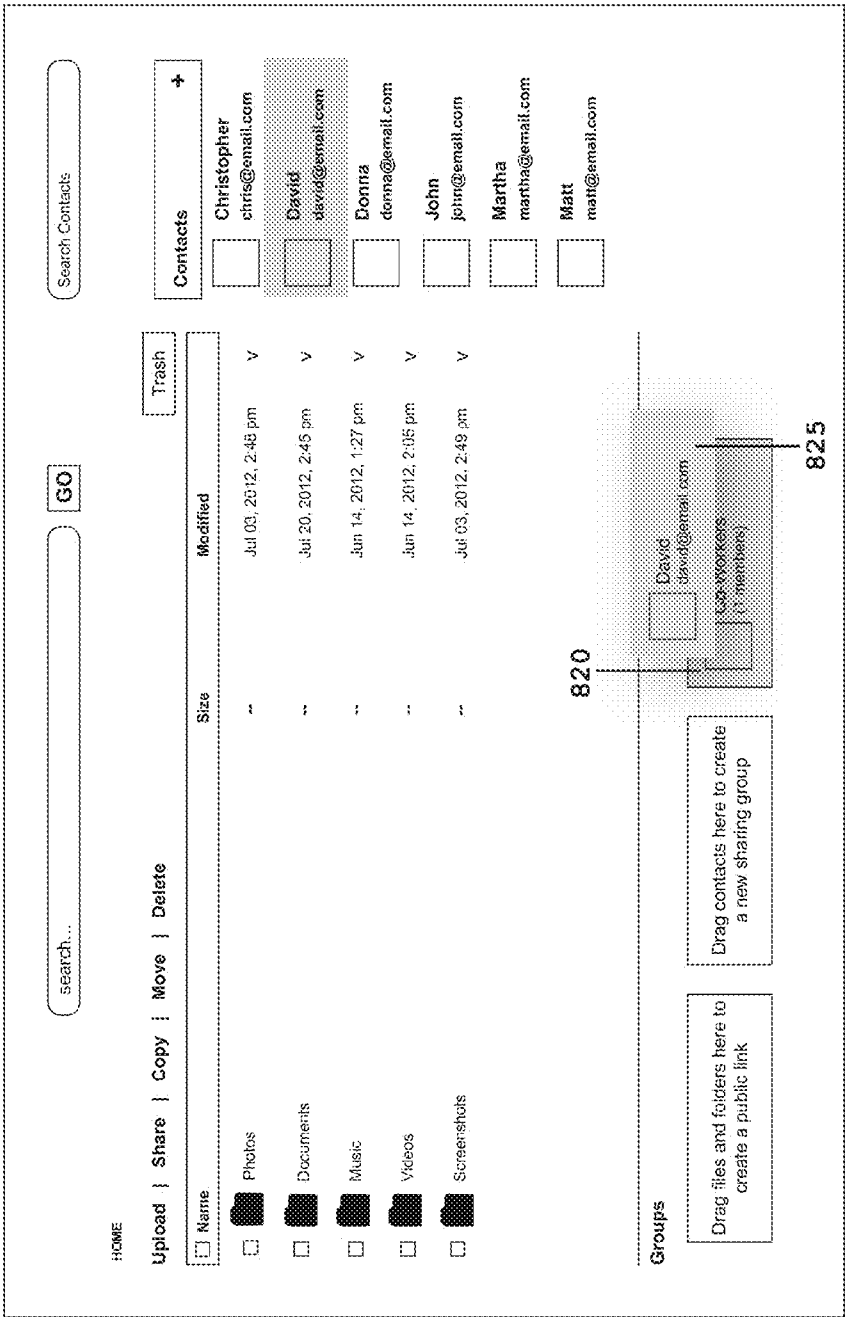 search...
GO
Search Contacts
HOME
Upload | Share | Copy | Move | Delete
Trash
Name Size Modified
Photos -- Jul 03, 2012, 2:48 pm V
Documents -- Jul 20, 2012, 2:45 pm V
Music -- Jun 14, 2012, 1:27 pm V
Videos -- Jun 14, 2012, 2:05 pm V
Screenshots -- Jul 03, 2012, 2:49 pm V
Contacts +
Christopher
chris@email.com
David
david@email.com
Donna
donna@email.com
John
john@email.com
Martha
martha@email.com
Matt
matt@email.com
Groups
Drag files and folders here to
create a public link
Drag contacts here to create
a new sharing group
820
David
david@email.com
Co-Workers
(1 members)
825